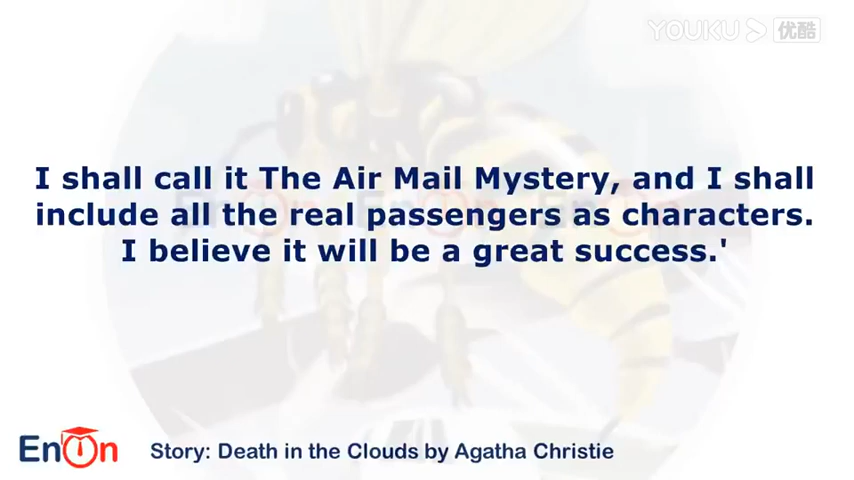 YOUKU 优酷
I shall call it The Air Mail Mystery, and I shall
include all the real passengers as characters.
I believe it will be a great success.'
EnOn
Story: Death in the Clouds by Agatha Christie